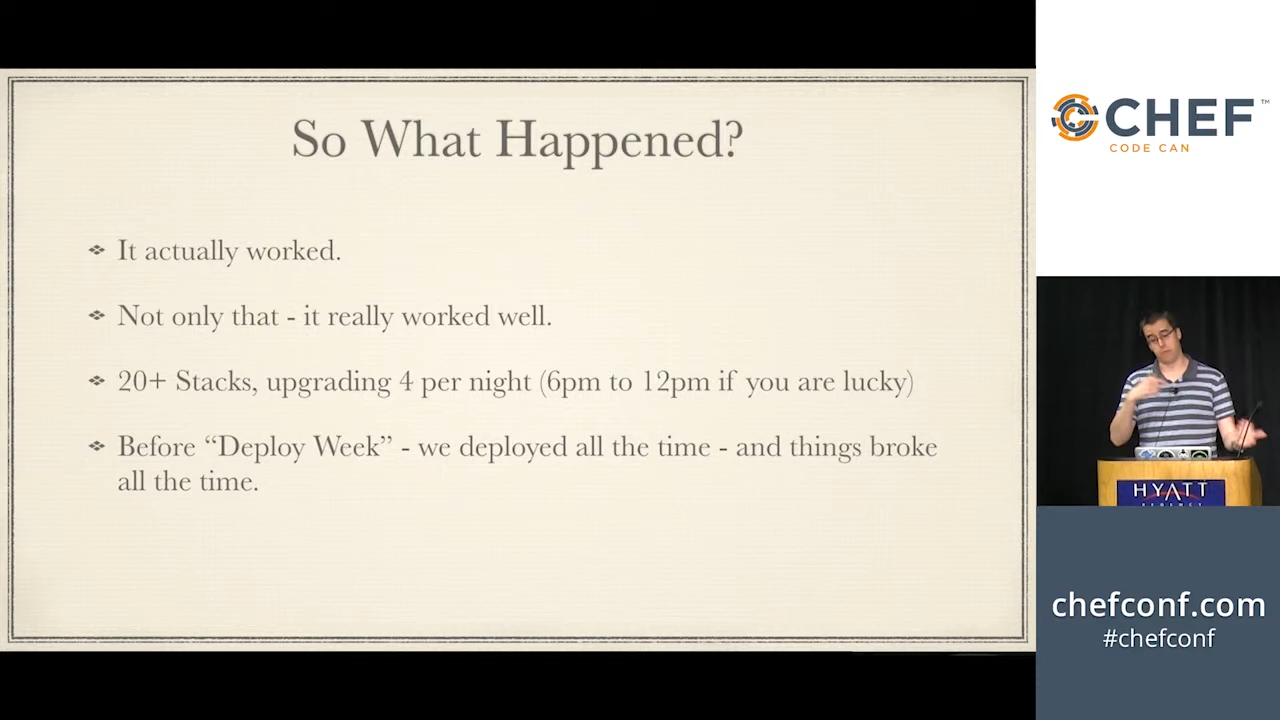 So What Happened?
It actually worked.
Not only that - it really worked well.
20+ Stacks, upgrading 4 per night (6pm to 12pm if you are lucky)
Before “Deploy Week” - we deployed all the time - and things broke
all the time.
CHEF™
CODE CAN
HYATT
chefconf.com
#chefconf